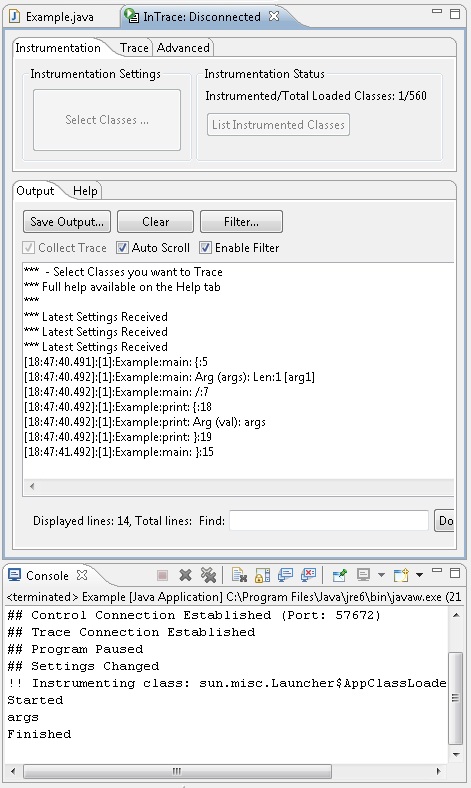 Example.java InTrace: Disconnected
Instrumentation Trace Advanced
Instrumentation Settings Instrumentation Status
Instrumented/Total Loaded Classes: 1/560
Select Classes ... List Instrumented Classes
Output Help
Save Output... Clear Filter...
Collect Trace Auto Scroll Enable Filter
*** - Select Classes you want to Trace
*** Full help available on the Help tab
***
*** Latest Settings Received
*** Latest Settings Received
*** Latest Settings Received
[18:47:40.491]:[1]:Example:main: {:5
[18:47:40.492]:[1]:Example:main: Arg (args): Len:1 [arg1]
[18:47:40.492]:[1]:Example:main: /:7
[18:47:40.492]:[1]:Example:print: {:18
[18:47:40.492]:[1]:Example:print: Arg (val): args
[18:47:40.492]:[1]:Example:print: }:19
[18:47:41.492]:[1]:Example:main: }:15
Displayed lines: 14, Total lines: Find: Do
Console
<terminated> Example [Java Application] C:\Program Files\Java\jre6\bin\javaw.exe (21
## Control Connection Established (Port: 57672)
## Trace Connection Established
## Program Paused
## Settings Changed
!! Instrumenting class: sun.misc.Launcher$AppClassLoade
Started
args
Finished